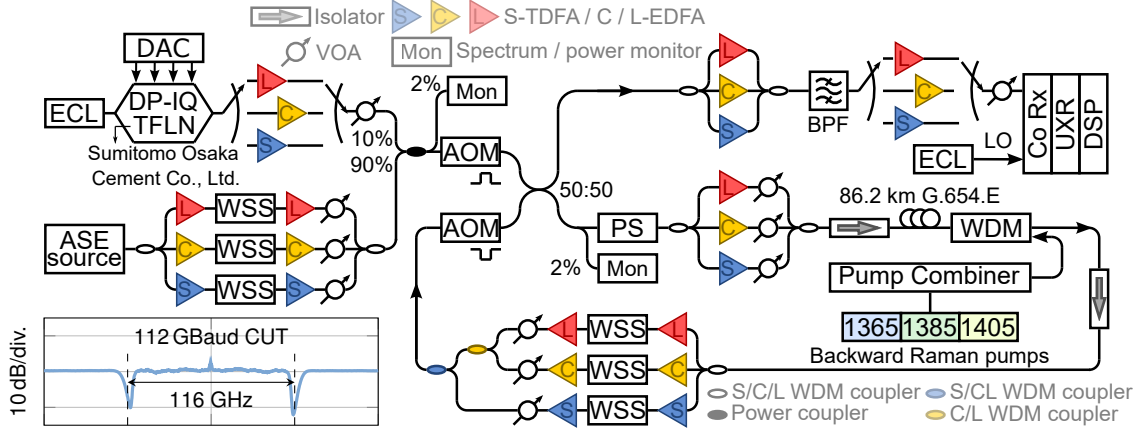 Isolator S S C L S-TDFA / C / L-EDFA
VOA Mon Spectrum / power monitor
DAC
ECL DP-IQ TFLN
Sumitomo Osaka
Cement Co., Ltd.
L
C
S
10%
90%
2% Mon
AOM
AOM
50:50
ASE
source
L WSS L
C WSS C
S WSS S
L
C
S
BPF
L
C
S
ECL LO
Co Rx
UXR
DSP
PS
2% Mon
L
C
S
86.2 km G.654.E
WDM
Pump Combiner
1365 1385 1405
Backward Raman pumps
L WSS L
C WSS C
S WSS S
10 dB/div.
112 GBaud CUT
116 GHz
S/C/L WDM coupler S/CL WDM coupler
Power coupler C/L WDM coupler